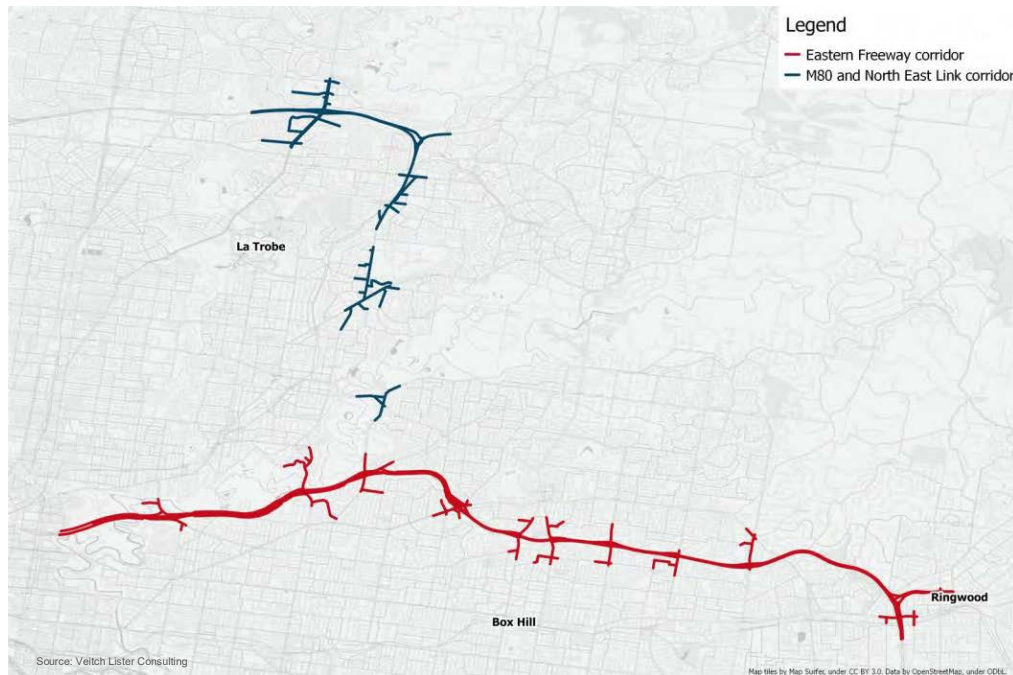 Legend
Eastern Freeway corridor
M80 and North East Link corridor
La Trobe
Ringwood
Box Hill
Source: Veitch Lister Consulting
Map tiles by Map Surfer, under CC BY 3.0. Data by OpenStreetMap, under ODbL.